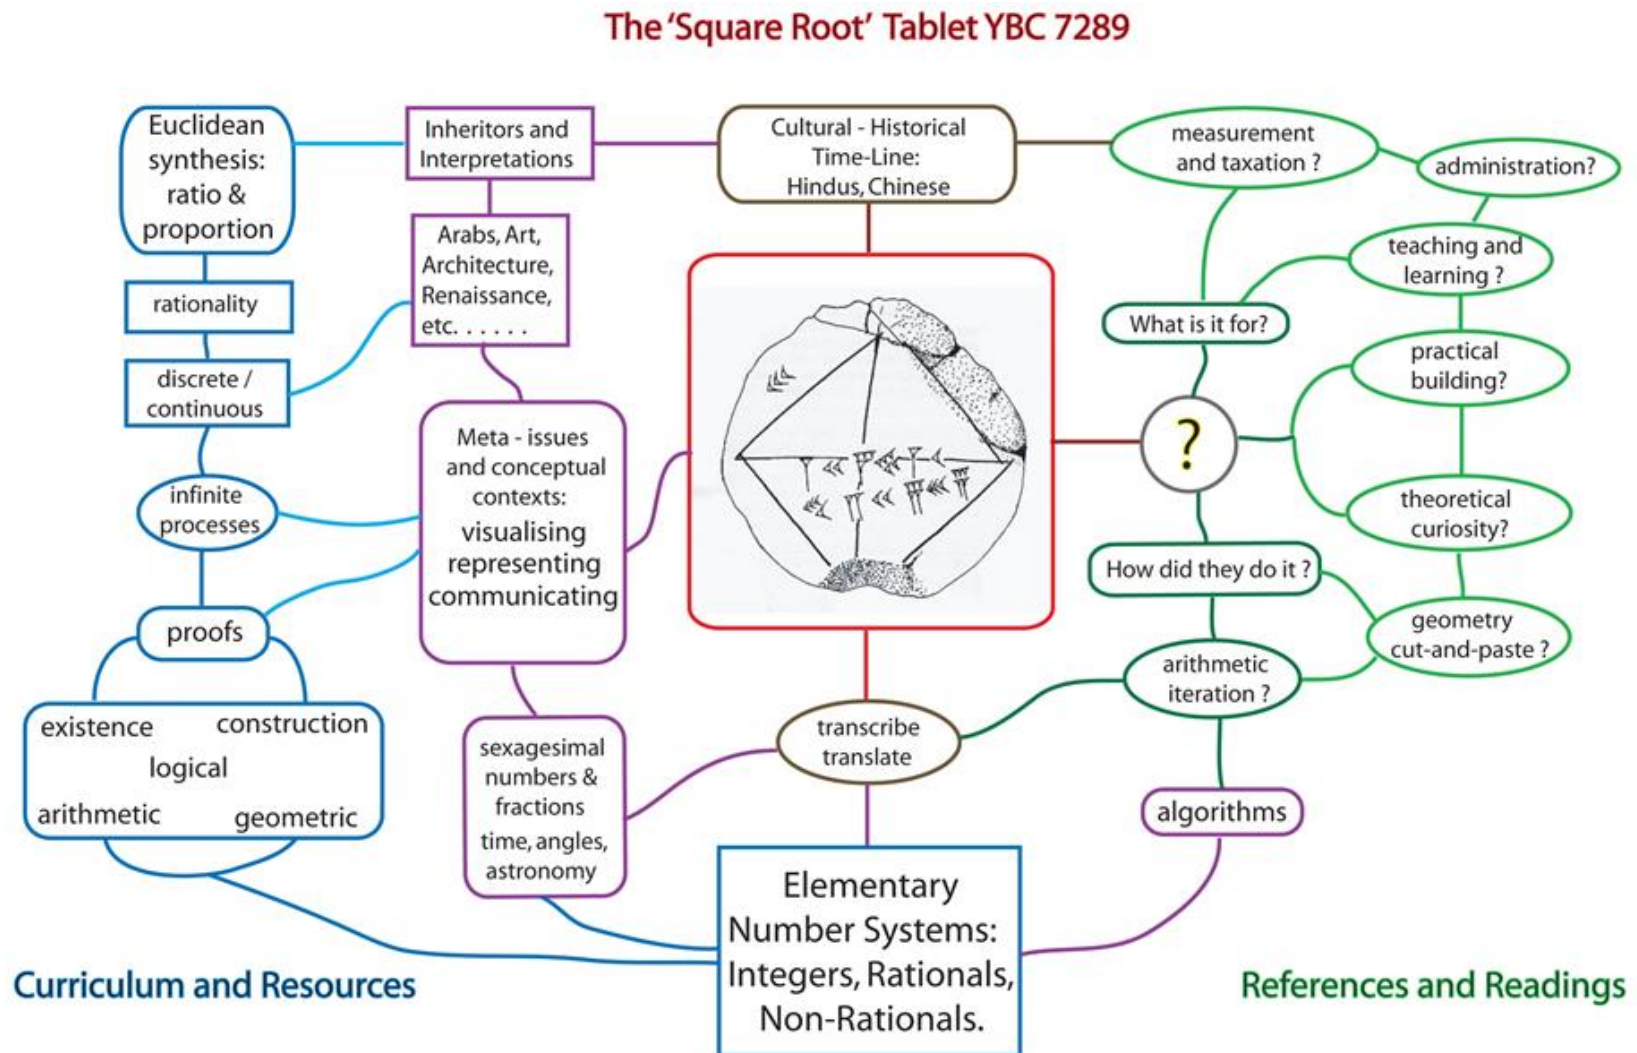 The ‘Square Root’ Tablet YBC 7289
Euclidean
synthesis:
ratio &
proportion
Inheritors and
Interpretations
Cultural - Historical
Time-Line:
Hindus, Chinese
measurement
and taxation ?
administration?
Arabs, Art,
Architecture,
Renaissance,
etc. . . . . . .
teaching and
learning ?
rationality
What is it for?
discrete /
continuous
practical
building?
Meta - issues
and conceptual
contexts:
visualising
representing
communicating
?
infinite
processes
theoretical
curiosity?
How did they do it ?
proofs
geometry
cut-and-paste ?
arithmetic
iteration ?
existence construction
logical
arithmetic geometric
sexagesimal
numbers &
fractions
time, angles,
astronomy
transcribe
translate
algorithms
Elementary
Number Systems:
Integers, Rationals,
Non-Rationals.
Curriculum and Resources
References and Readings